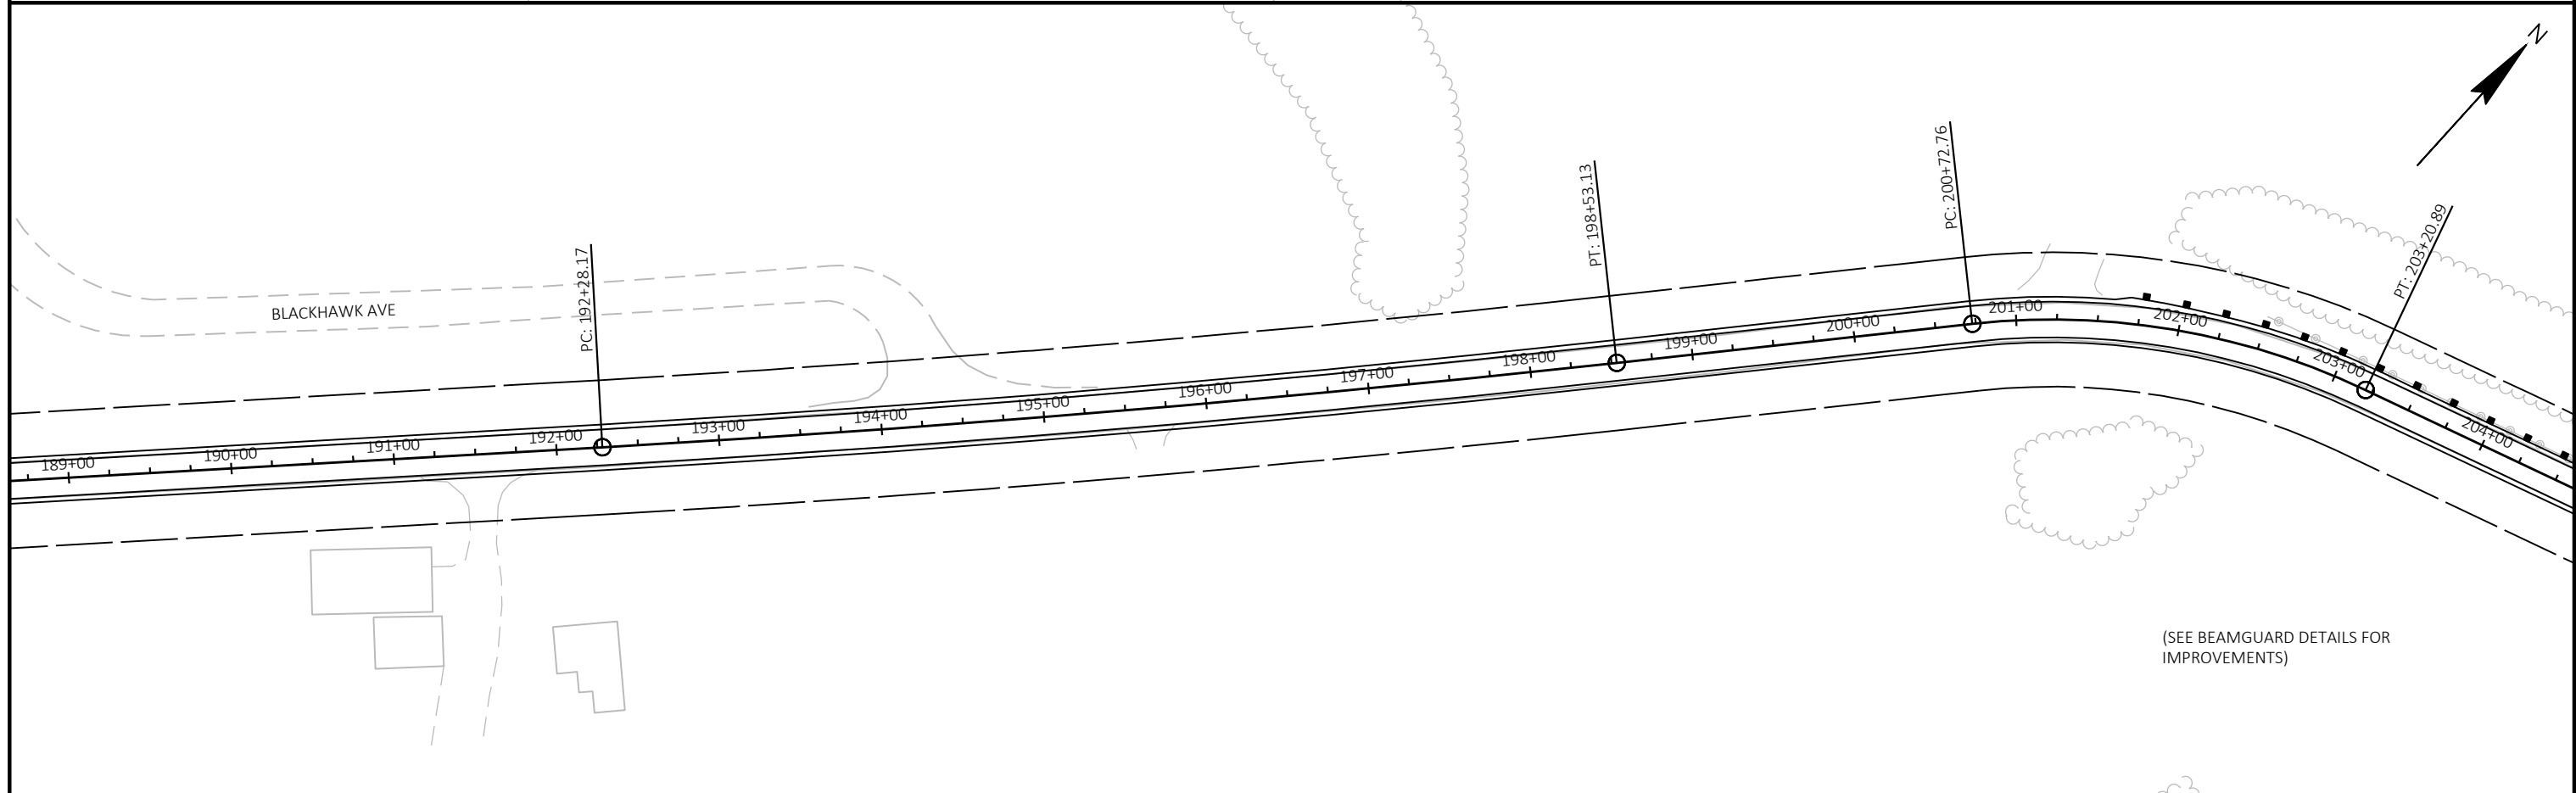 N
PC: 200+72.76
PT: 198+53.13
PT: 203+20.89
PC: 192+28.17
BLACKHAWK AVE
189+00
190+00
191+00
192+00
193+00
194+00
195+00
196+00
197+00
198+00
199+00
200+00
201+00
202+00
203+00
204+00
(SEE BEAMGUARD DETAILS FOR
IMPROVEMENTS)